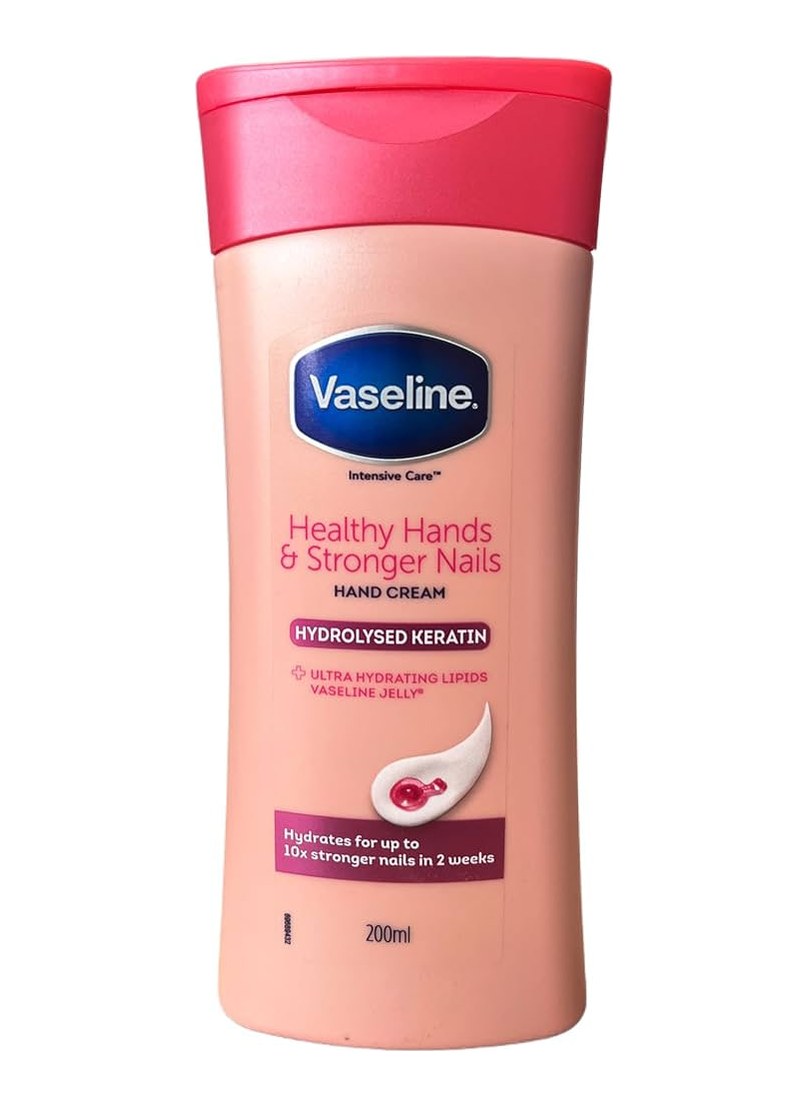 Vaseline.
Intensive Care™
Healthy Hands
& Stronger Nails
HAND CREAM
HYDROLYSED KERATIN
+ ULTRA HYDRATING LIPIDS
VASELINE JELLY®
Hydrates for up to
10x stronger nails in 2 weeks
200ml